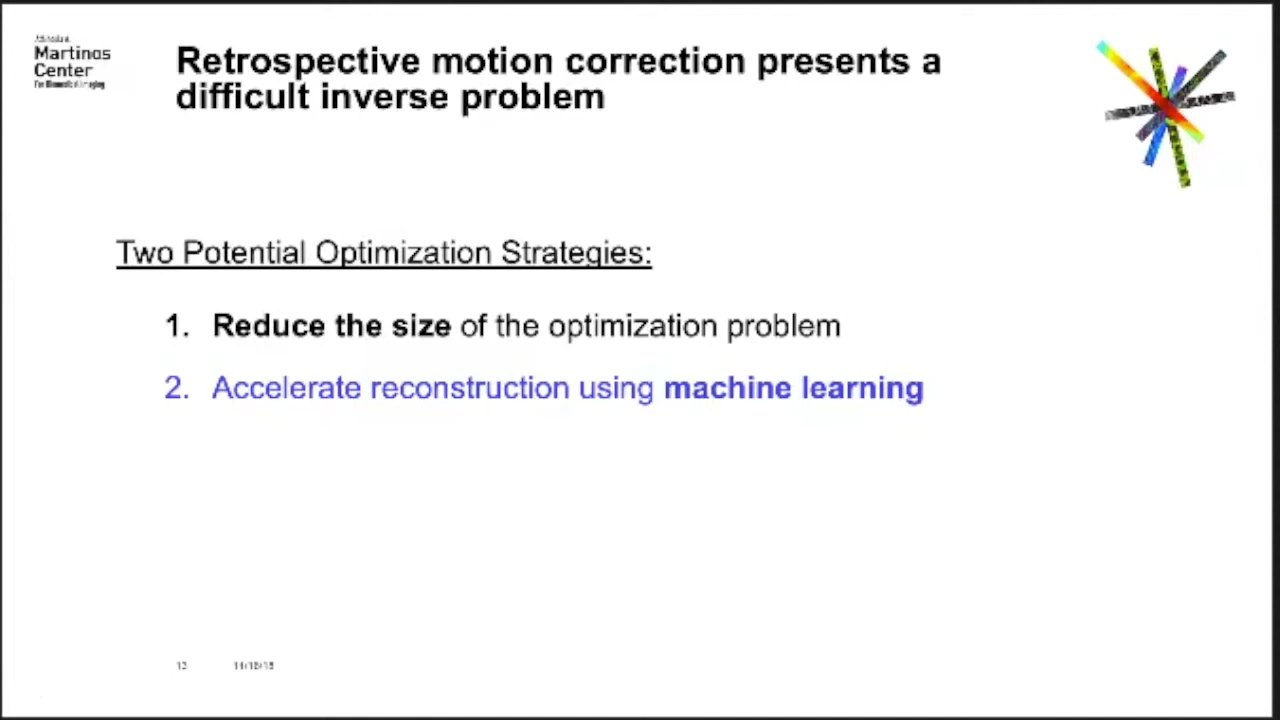 Martinos
Center
Retrospective motion correction presents a
difficult inverse problem
Two Potential Optimization Strategies:
1. Reduce the size of the optimization problem
2. Accelerate reconstruction using machine learning